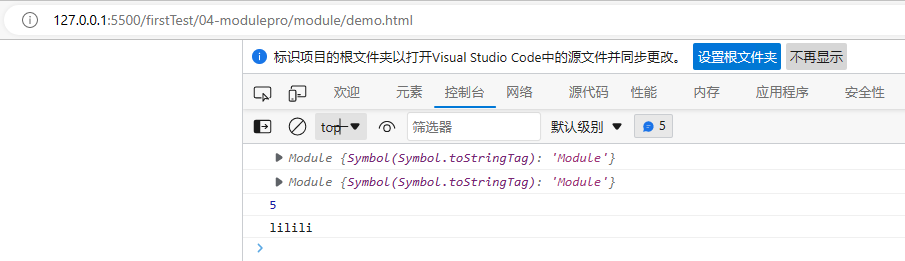 127.0.0.1:5500/firstTest/04-modulepro/module/demo.html
标识项目的根文件夹以打开Visual Studio Code中的源文件并同步更改。 设置根文件夹 不再显示
欢迎 元素 控制台 网络 源代码 性能 内存 应用程序 安全性
top 筛选器 默认级别 5
Module {Symbol(Symbol.toStringTag): 'Module'}
Module {Symbol(Symbol.toStringTag): 'Module'}
5
lilili